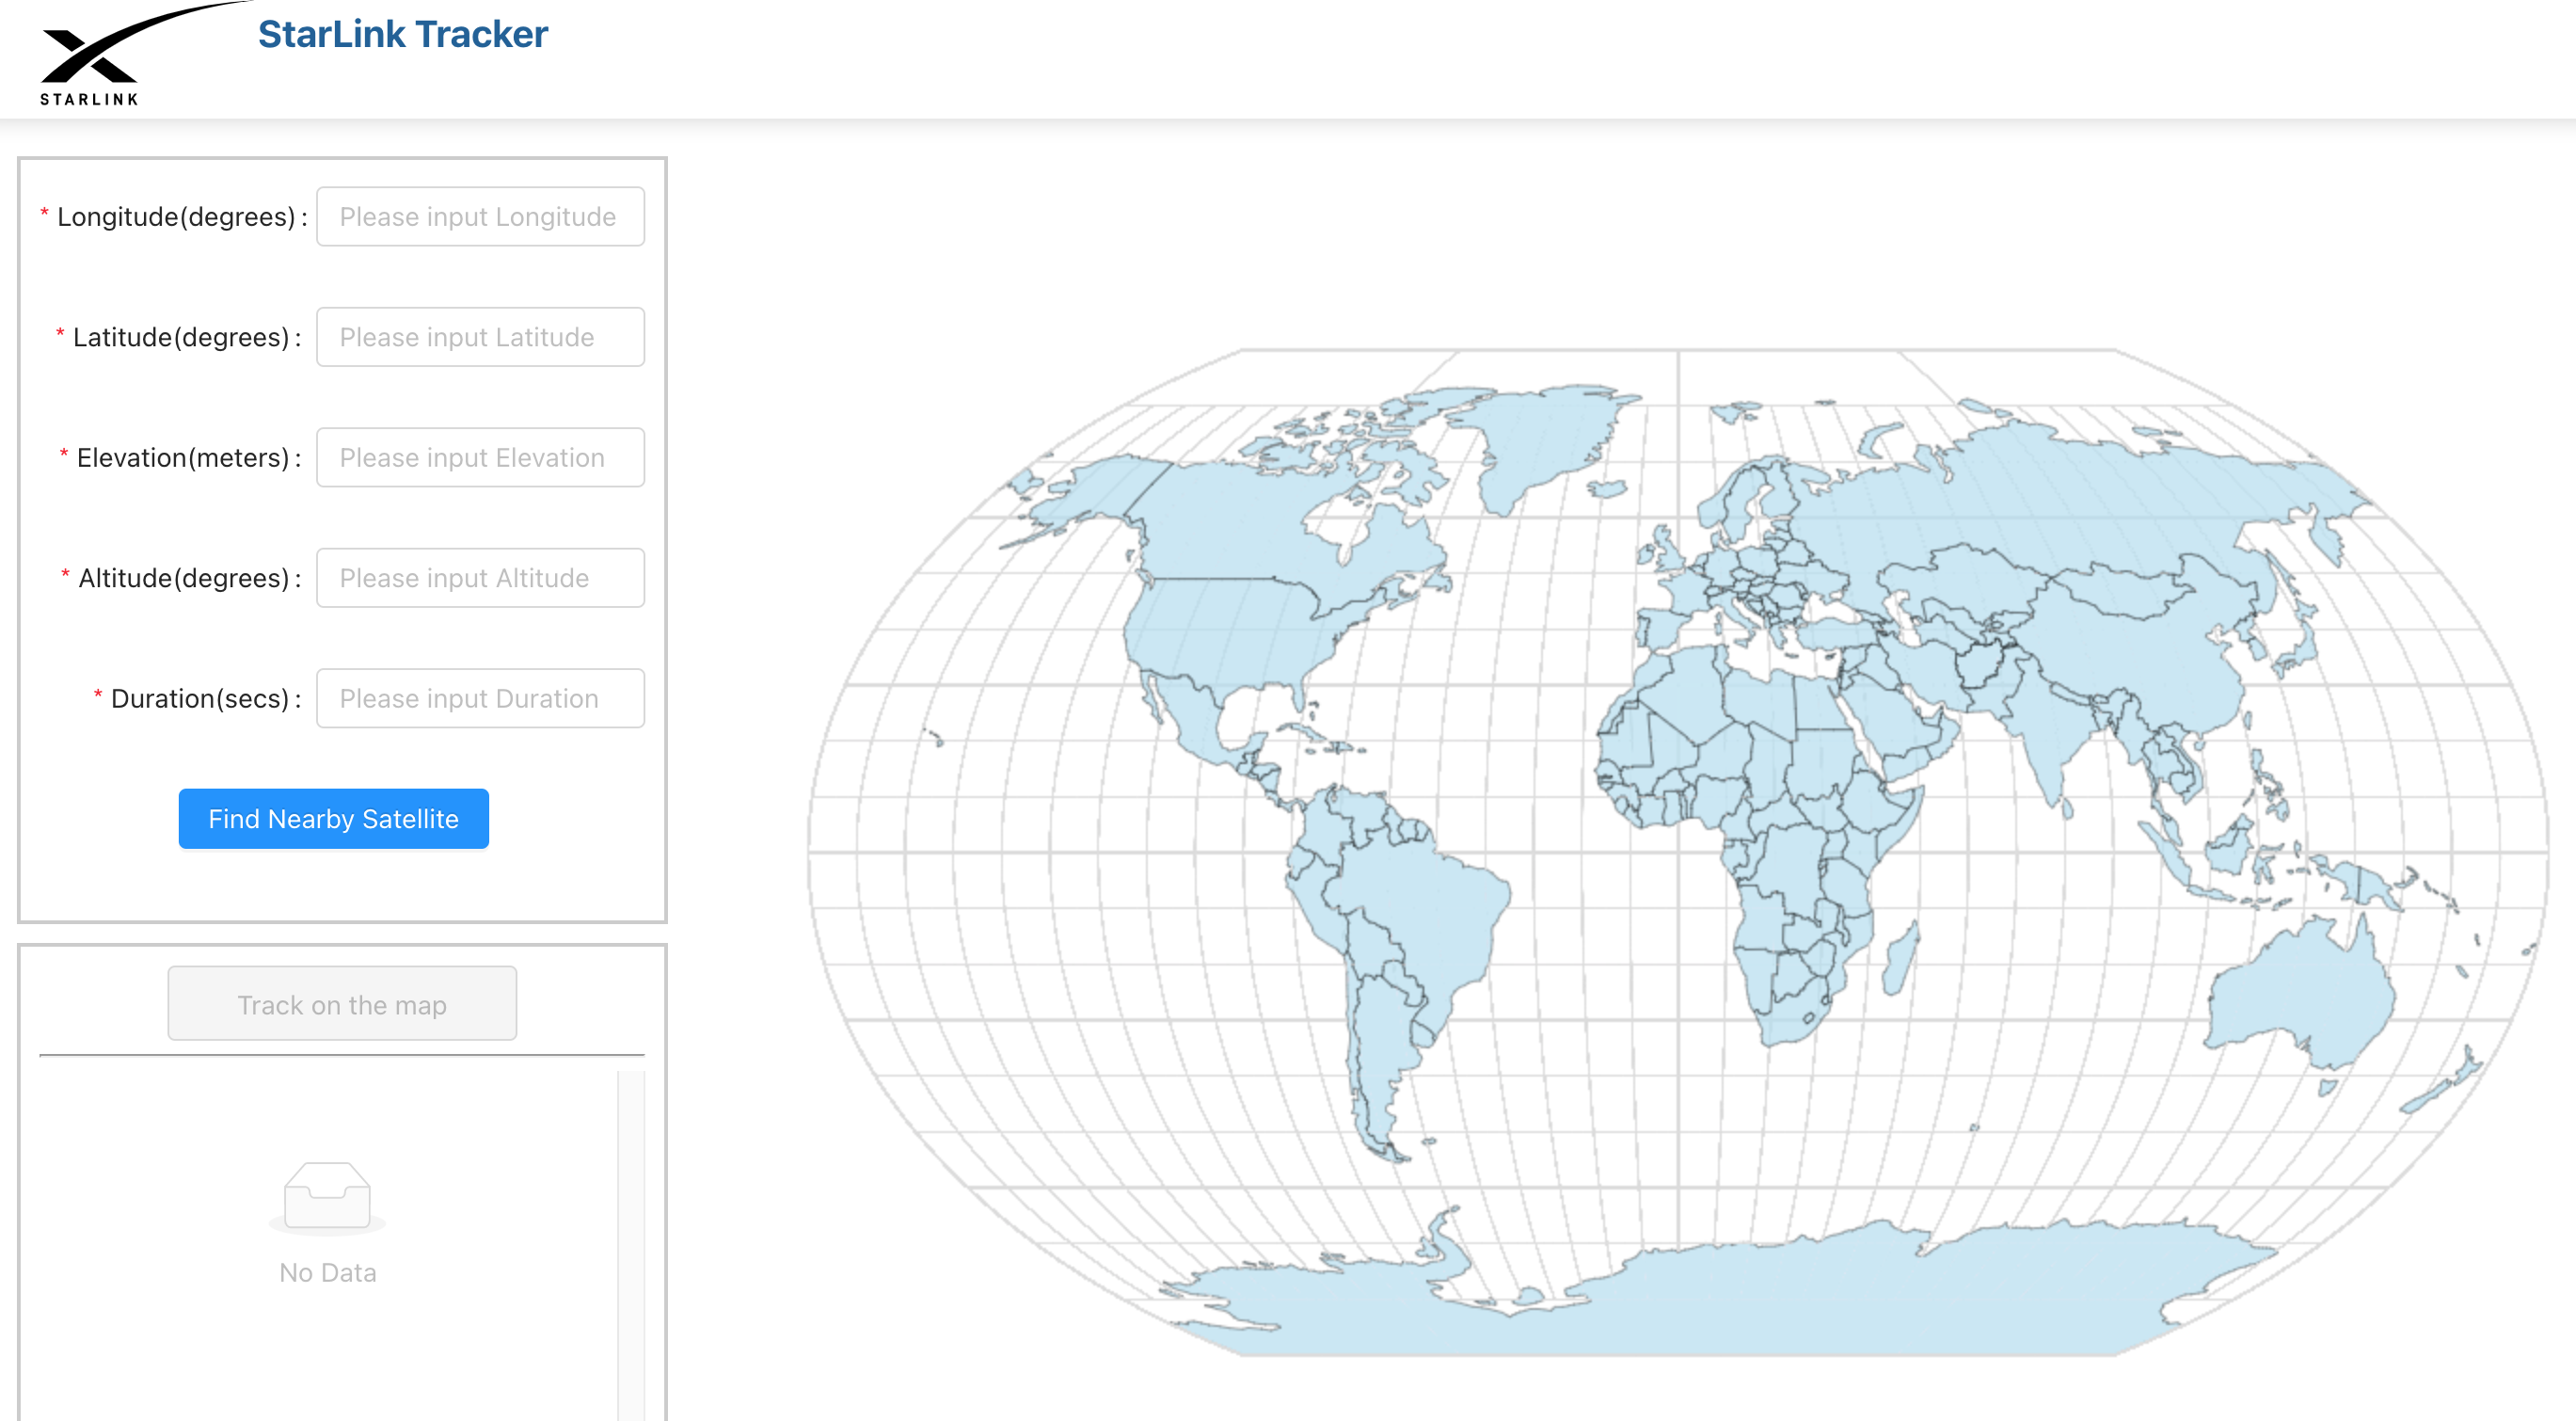 StarLink Tracker
STARLINK
* Longitude(degrees) : Please input Longitude
* Latitude(degrees) : Please input Latitude
* Elevation(meters) : Please input Elevation
* Altitude(degrees) : Please input Altitude
* Duration(secs) : Please input Duration
Find Nearby Satellite
Track on the map
No Data